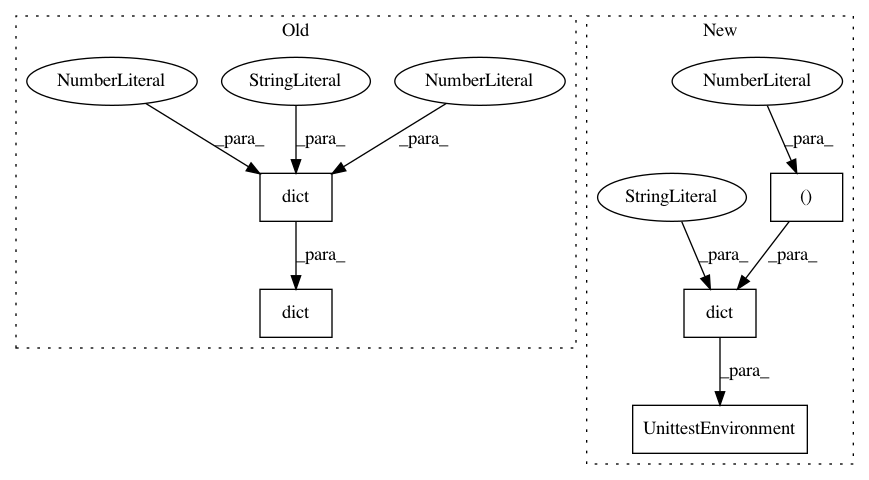 Old
New
NumberLiteral
StringLiteral
NumberLiteral
NumberLiteral
_para_
_para_
_para_
_para_
dict
StringLiteral
()
_para_
_para_
_para_
dict
dict
_para_
UnittestEnvironment